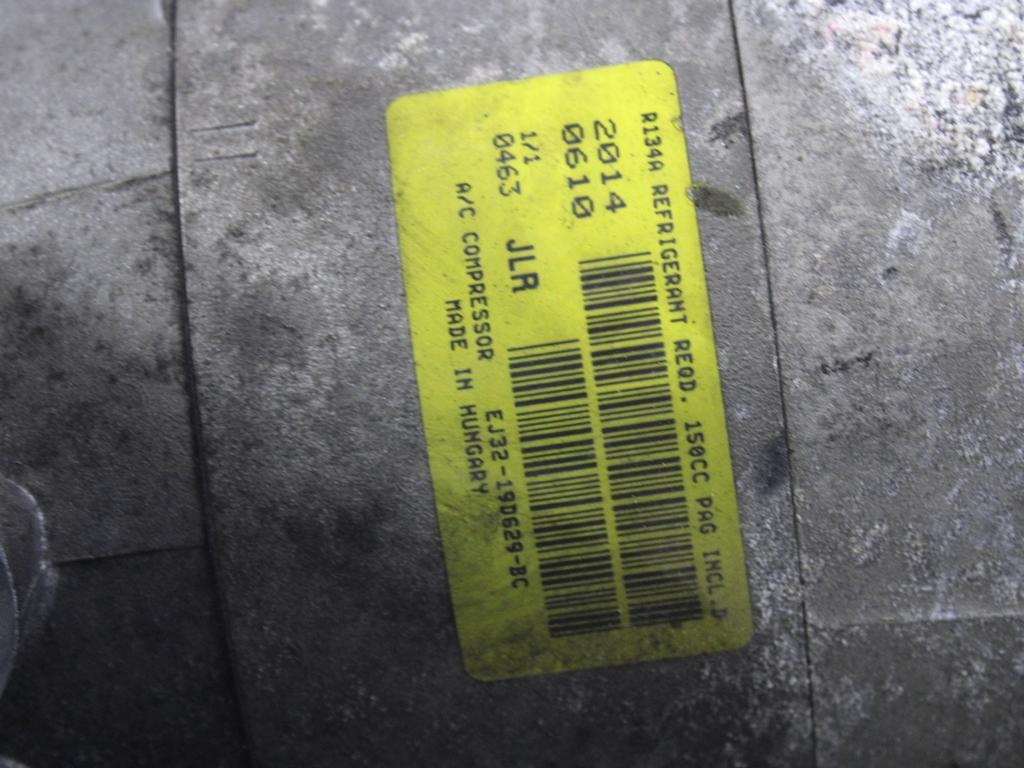 R134A REFRIGERANT REQD. 150CC PAG INCL.D
2014
0610
1/1
0463
JLR
EJ32-19D629-BC
A/C COMPRESSOR
MADE IN HUNGARY